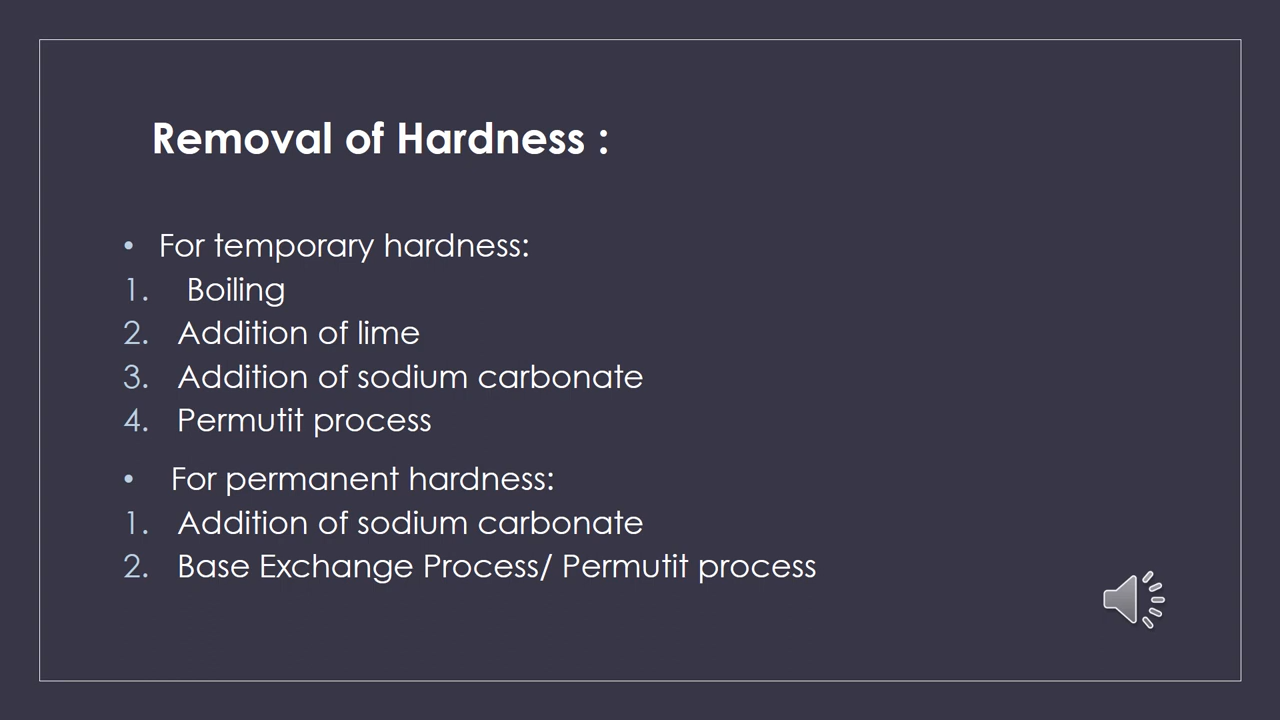 Removal of Hardness :
• For temporary hardness:
1. Boiling
2. Addition of lime
3. Addition of sodium carbonate
4. Permutit process
• For permanent hardness:
1. Addition of sodium carbonate
2. Base Exchange Process/ Permutit process